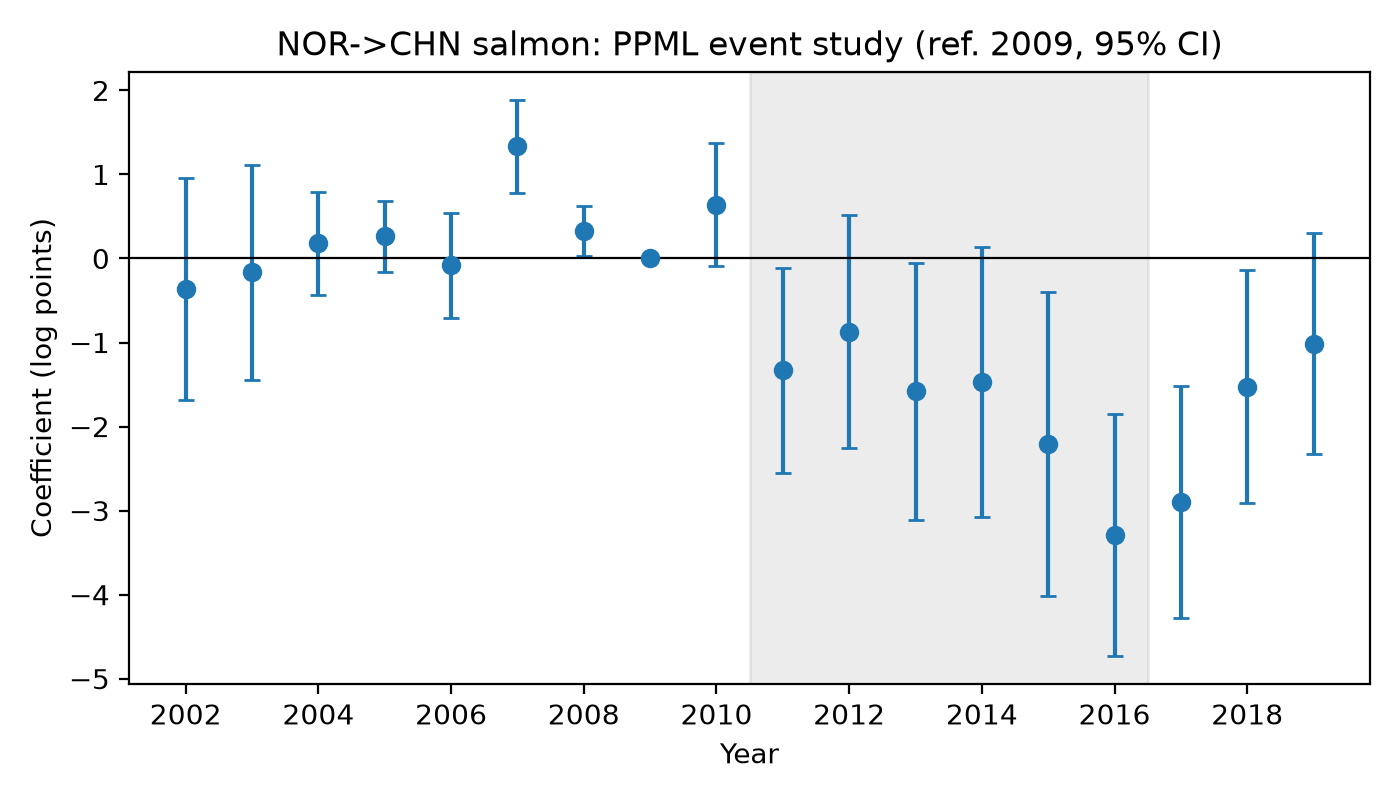 NOR->CHN salmon: PPML event study (ref. 2009, 95% CI)
Coefficient (log points)
2
1
0
−1
−2
−3
−4
−5
2002 2004 2006 2008 2010 2012 2014 2016 2018
Year